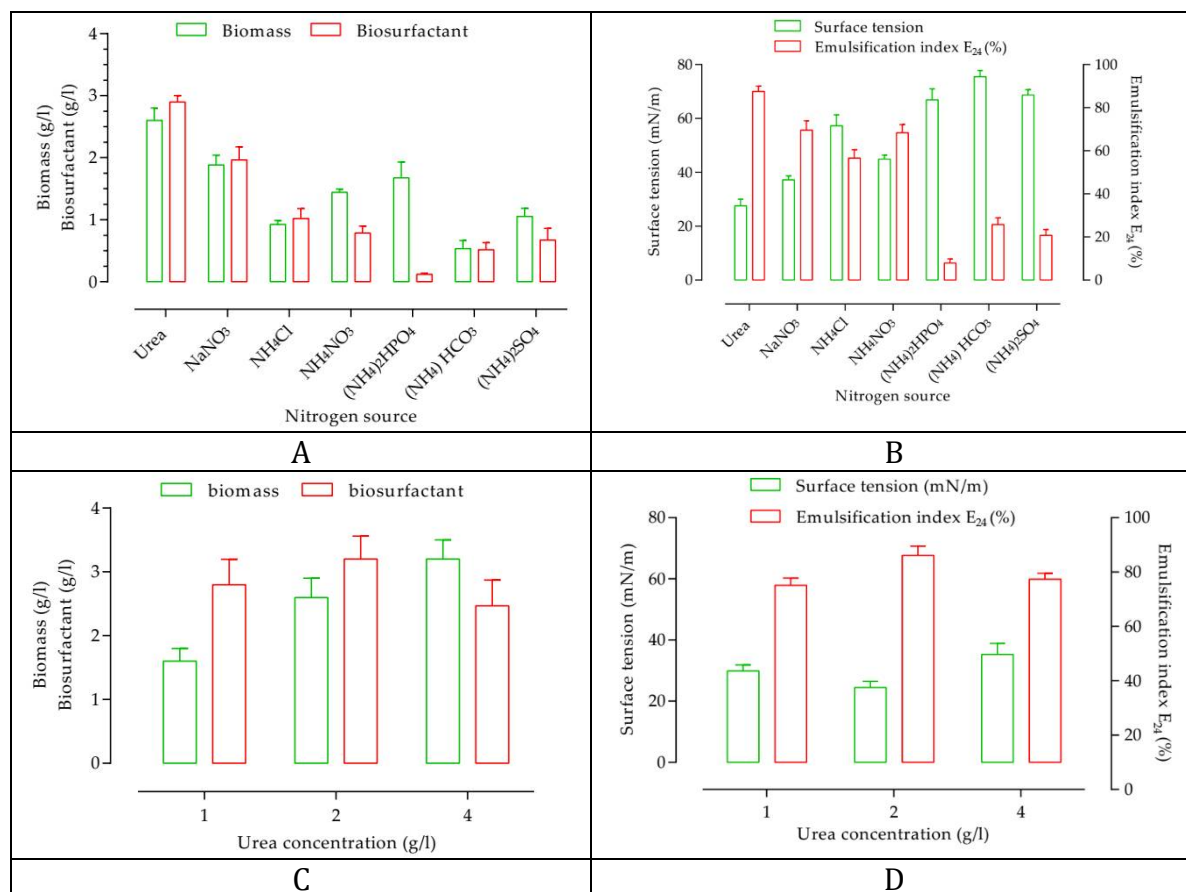 Biomass Biosurfactant
Biomass (g/l)
Biosurfactant (g/l)
4
3
2
1
0
Urea
NaNO₃
NH₄Cl
NH₄NO₃
(NH₄)₂HPO₄
(NH₄) HCO₃
(NH₄)₂SO₄
Nitrogen source
A
Surface tension
Emulsification index E₂₄ (%)
Surface tension (mN/m)
80
60
40
20
0
100
80
60
40
20
0
Emulsification index E₂₄ (%)
Urea
NaNO₃
NH₄Cl
NH₄NO₃
(NH₄)₂HPO₄
(NH₄) HCO₃
(NH₄)₂SO₄
Nitrogen source
B
biomass biosurfactant
Biomass (g/l)
Biosurfactant (g/l)
4
3
2
1
0
1 2 4
Urea concentration (g/l)
C
Surface tension (mN/m)
Emulsification index E₂₄ (%)
Surface tension (mN/m)
80
60
40
20
0
100
80
60
40
20
0
Emulsification index E₂₄ (%)
1 2 4
Urea concentration (g/l)
D